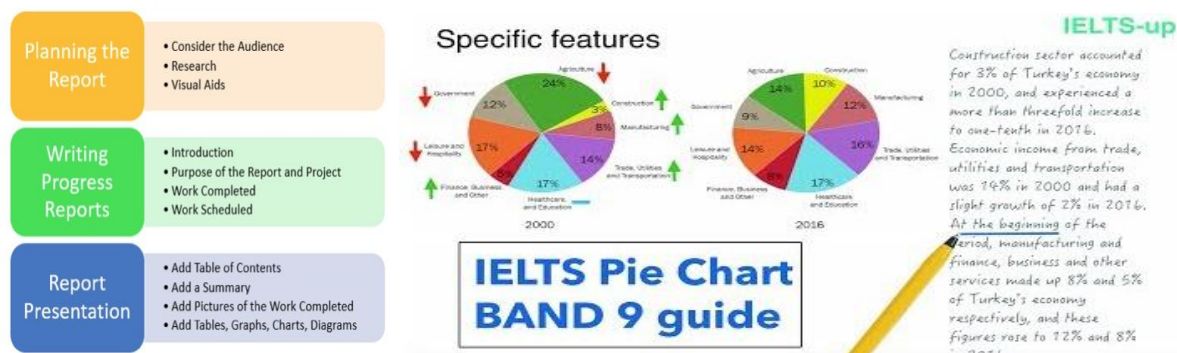 Planning the
Report
• Consider the Audience
• Research
• Visual Aids
Writing
Progress
Reports
• Introduction
• Purpose of the Report and Project
• Work Completed
• Work Scheduled
Report
Presentation
• Add Table of Contents
• Add a Summary
• Add Pictures of the Work Completed
• Add Tables, Graphs, Charts, Diagrams
Specific features
Agriculture
24%
Government
12%
Construction
3%
Manufacturing
8%
Leisure and
Hospitality
17%
14%
Trade, Utilities
and Transportation
5%
Finance, Business
and Other
17%
Healthcare
and Education
2000
Agriculture
14%
Construction
10%
Manufacturing
12%
Government
9%
Leisure and
Hospitality
14%
16%
Trade, Utilities
and Transportation
8%
Finance, Business
and Other
17%
Healthcare
and Education
2016
IELTS Pie Chart
BAND 9 guide
IELTS-up
Construction sector accounted
for 3% of Turkey's economy
in 2000, and experienced a
more than threefold increase
to one-tenth in 2016.
Economic income from trade,
utilities and transportation
was 14% in 2000 and had a
slight growth of 2% in 2016.
At the beginning of the
period, manufacturing and
finance, business and other
services made up 8% and 5%
of Turkey's economy
respectively, and these
figures rose to 12% and 8%